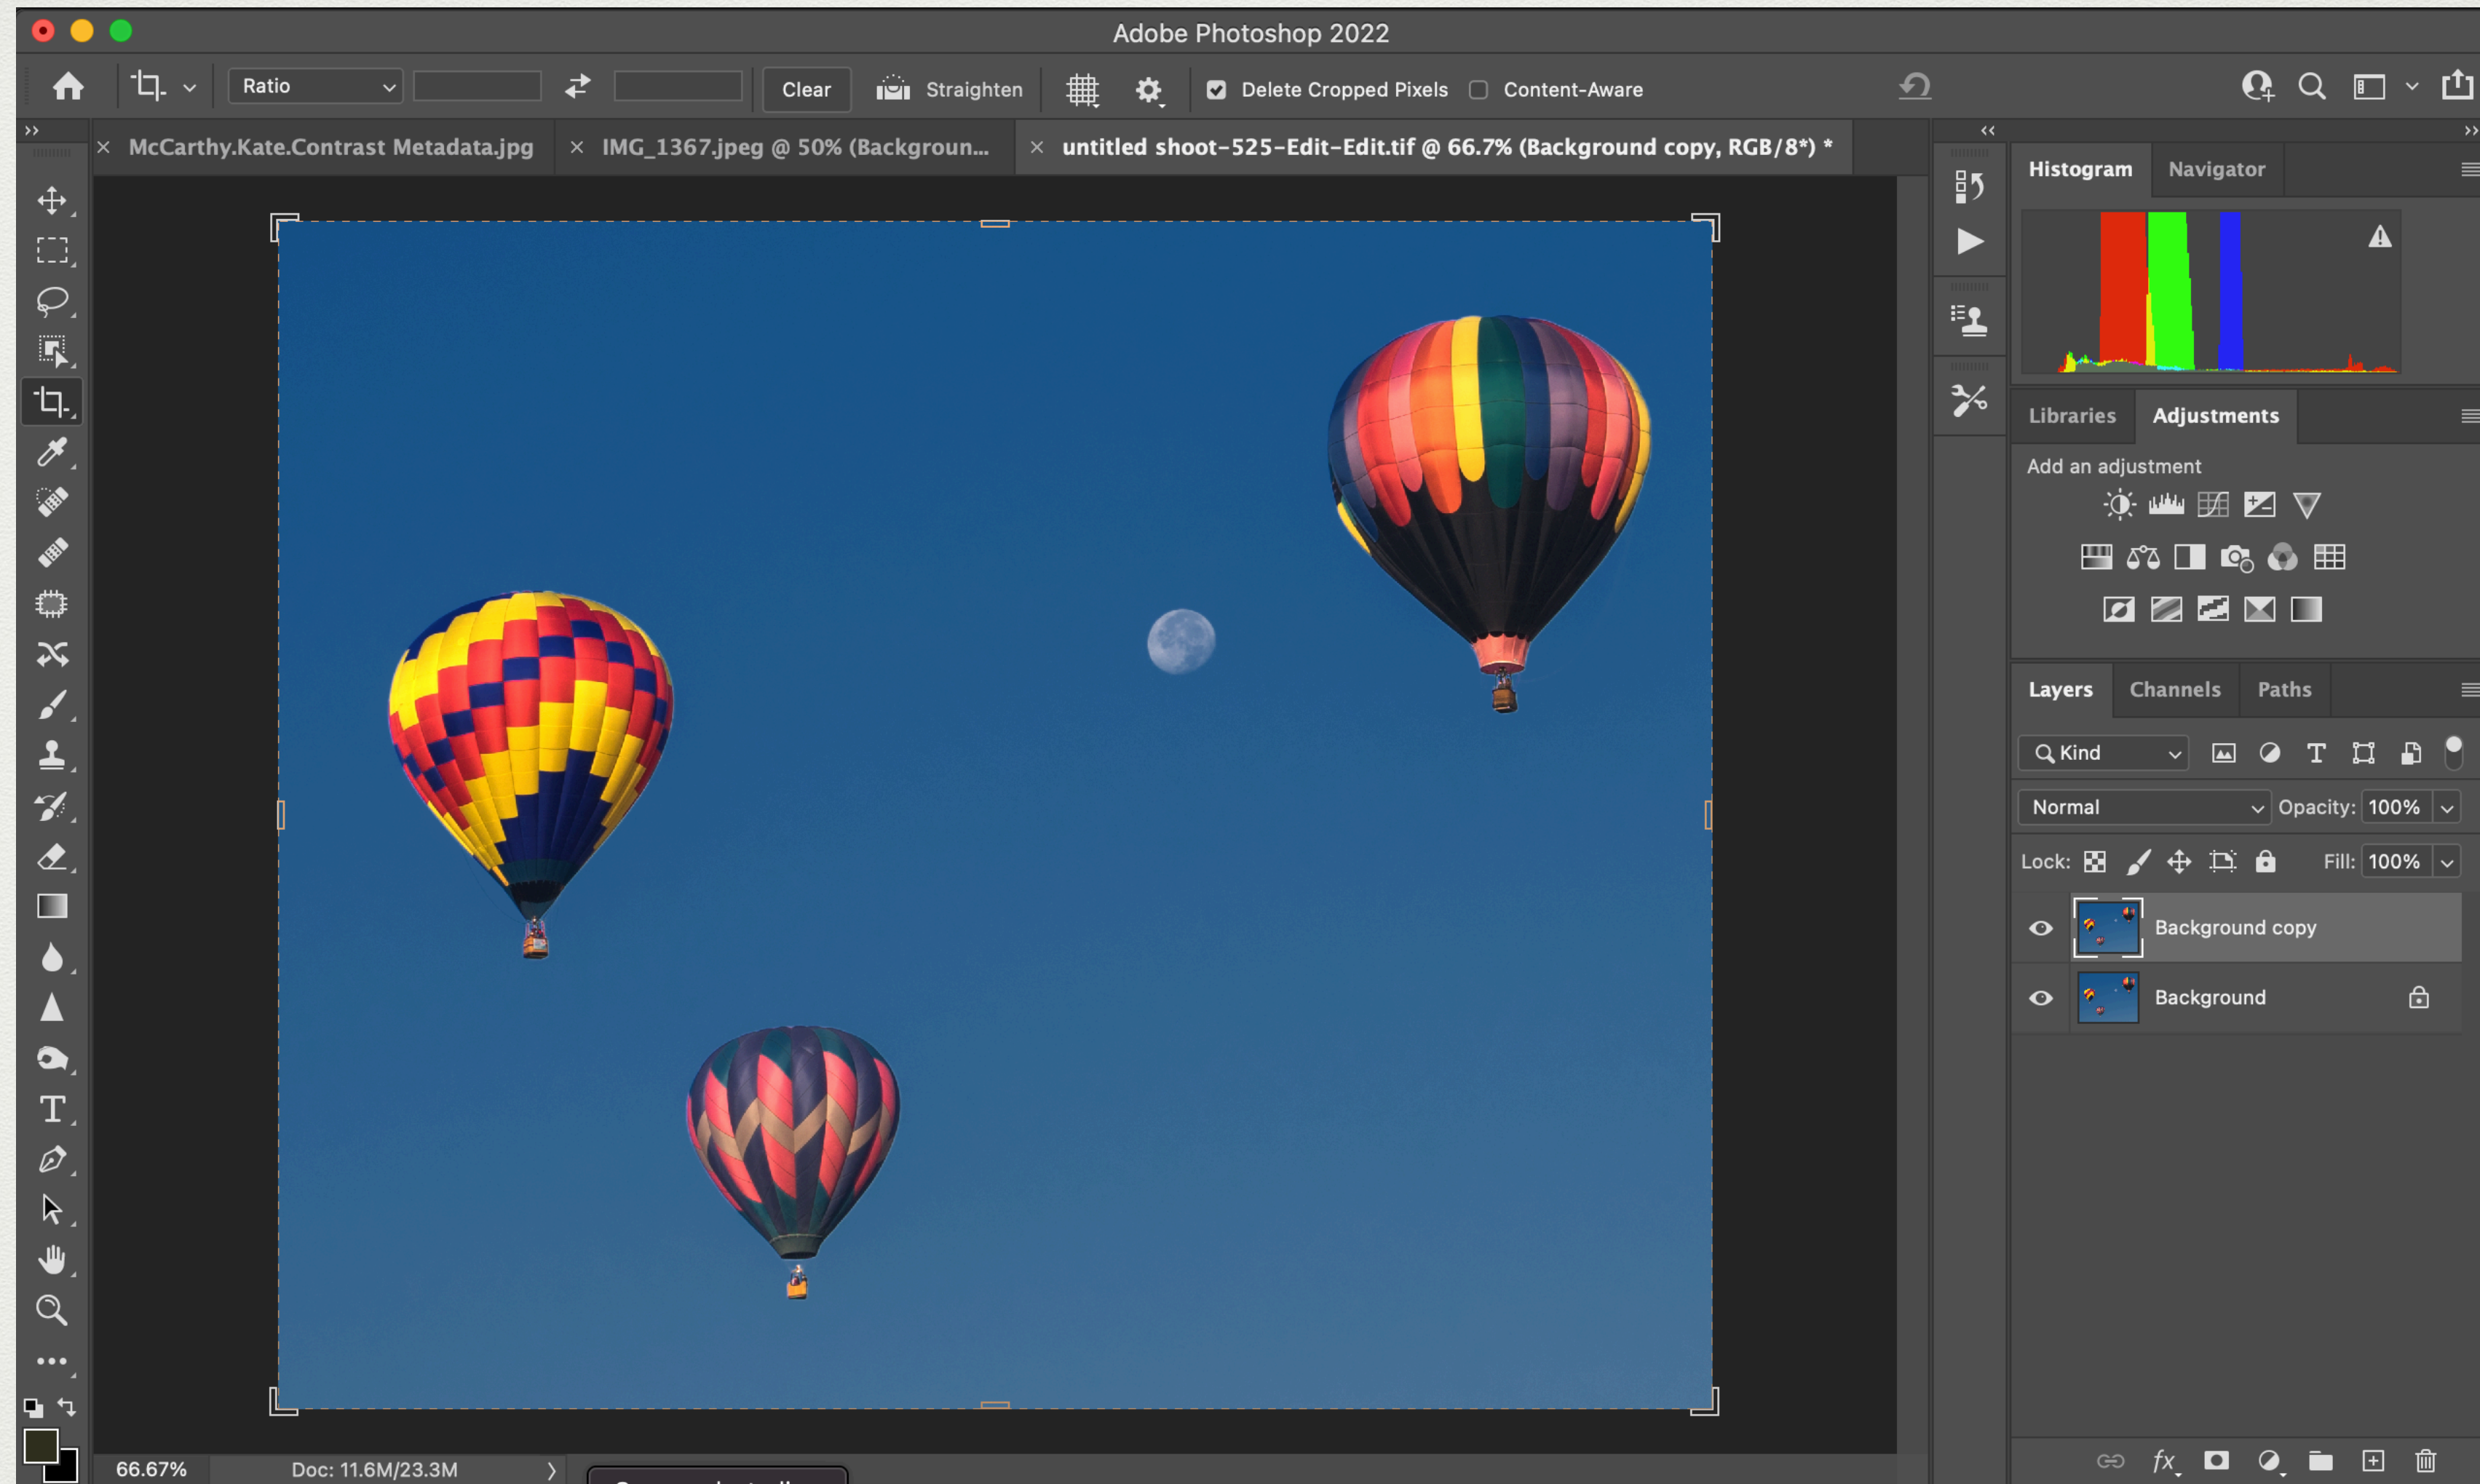 Adobe Photoshop 2022
Ratio
Clear
Straighten
Delete Cropped Pixels
Content-Aware
McCarthy.Kate.Contrast Metadata.jpg
IMG_1367.jpeg @ 50% (Backgroun...
untitled shoot-525-Edit-Edit.tif @ 66.7% (Background copy, RGB/8*) *
Histogram
Navigator
Libraries
Adjustments
Add an adjustment
Layers
Channels
Paths
Kind
Normal
Opacity: 100%
Lock:
Fill: 100%
Background copy
Background
fx
66.67%
Doc: 11.6M/23.3M